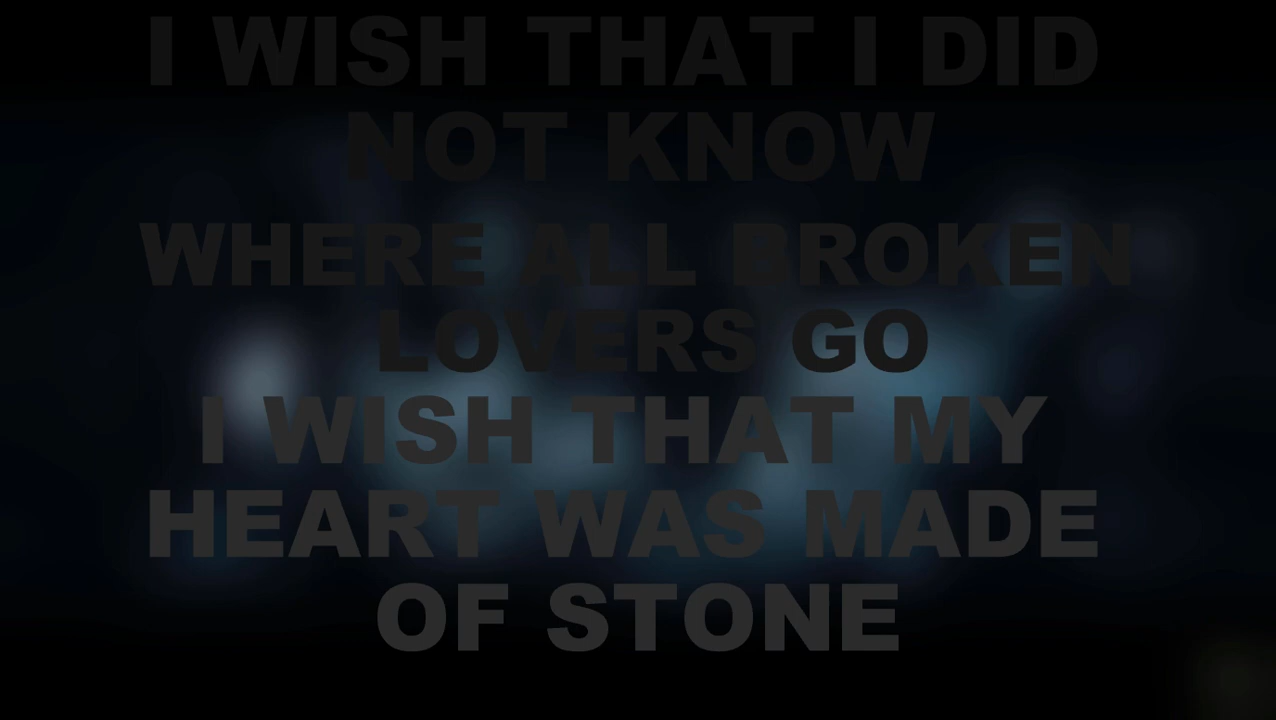 I WISH THAT I DID
NOT KNOW
WHERE ALL BROKEN
LOVERS GO
I WISH THAT MY
HEART WAS MADE
OF STONE